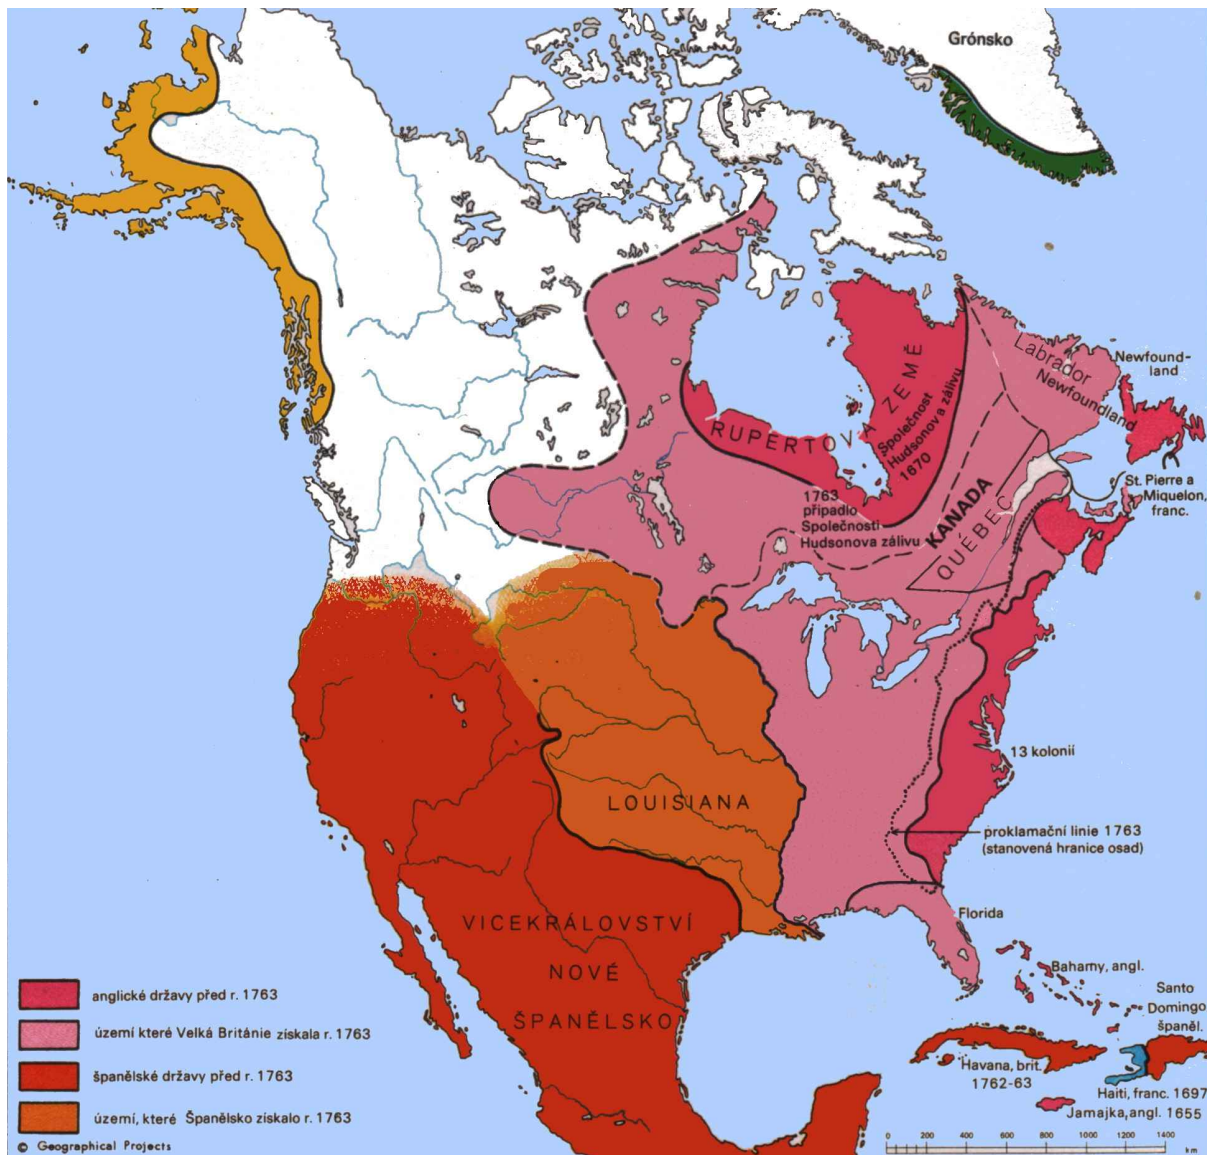 Grónsko
Labrador
Newfoundland
Newfound-
land
RUPERTOVA ZEMĚ
Společnost
Hudsonova zálivu
1670
St. Pierre a
Miquelon,
franc.
1763
připadlo
Společnosti
Hudsonova zálivu
KANADA
QUÉBEC
13 kolonií
LOUISIANA
proklamační linie 1763
(stanovená hranice osad)
VICEKRÁLOVSTVÍ
NOVÉ
ŠPANĚLSKO
Florida
Bahamy, angl.
Santo
Domingo
španěl.
Havana, brit.
1762-63
Haiti, franc. 1697
Jamajka, angl. 1655
anglické državy před r. 1763
území které Velká Británie získala r. 1763
španělské državy před r. 1763
území, které Španělsko získalo r. 1763
© Geographical Projects
0 200 400 600 800 1000 1200 1400
km